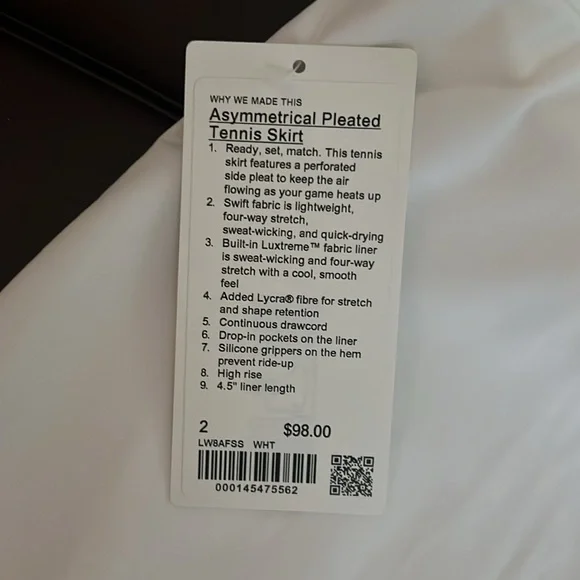 WHY WE MADE THIS
Asymmetrical Pleated
Tennis Skirt
1. Ready, set, match. This tennis
skirt features a perforated
side pleat to keep the air
flowing as your game heats up
2. Swift fabric is lightweight,
four-way stretch,
sweat-wicking, and quick-drying
3. Built-in Luxtreme™ fabric liner
is sweat-wicking and four-way
stretch with a cool, smooth
feel
4. Added Lycra® fibre for stretch
and shape retention
5. Continuous drawcord
6. Drop-in pockets on the liner
7. Silicone grippers on the hem
prevent ride-up
8. High rise
9. 4.5" liner length
2 $98.00
LW8AFSS WHT
000145475562